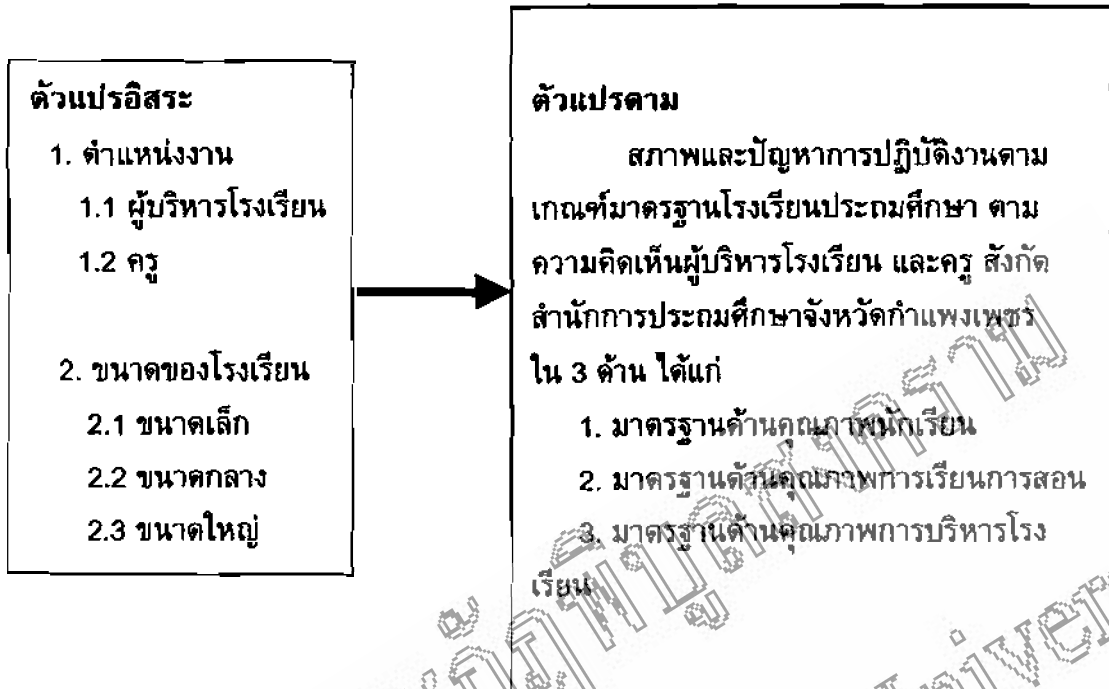 ตัวแปรอิสระ
1. ตำแหน่งงาน
1.1 ผู้บริหารโรงเรียน
1.2 ครู
2. ขนาดของโรงเรียน
2.1 ขนาดเล็ก
2.2 ขนาดกลาง
2.3 ขนาดใหญ่
ตัวแปรตาม
สภาพและปัญหาการปฏิบัติงานตาม
เกณฑ์มาตรฐานโรงเรียนประถมศึกษา ตาม
ความคิดเห็นผู้บริหารโรงเรียน และครู สังกัด
สำนักการประถมศึกษาจังหวัดกำแพงเพชร
ใน 3 ด้าน ได้แก่
1. มาตรฐานด้านคุณภาพนักเรียน
2. มาตรฐานด้านคุณภาพการเรียนการสอน
3. มาตรฐานด้านคุณภาพการบริหารโรง
เรียน